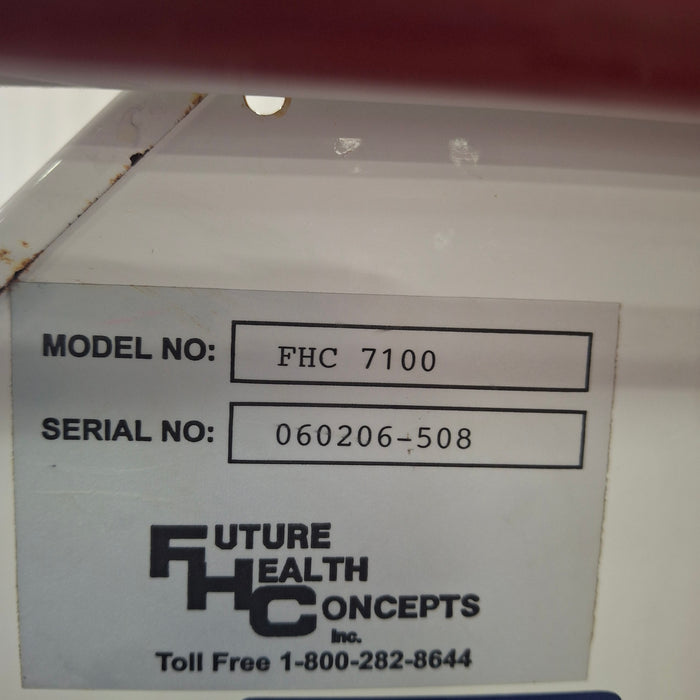 MODEL NO: FHC 7100
SERIAL NO: 060206-508
FUTURE
HEALTH
CONCEPTS
Inc.
Toll Free 1-800-282-8644